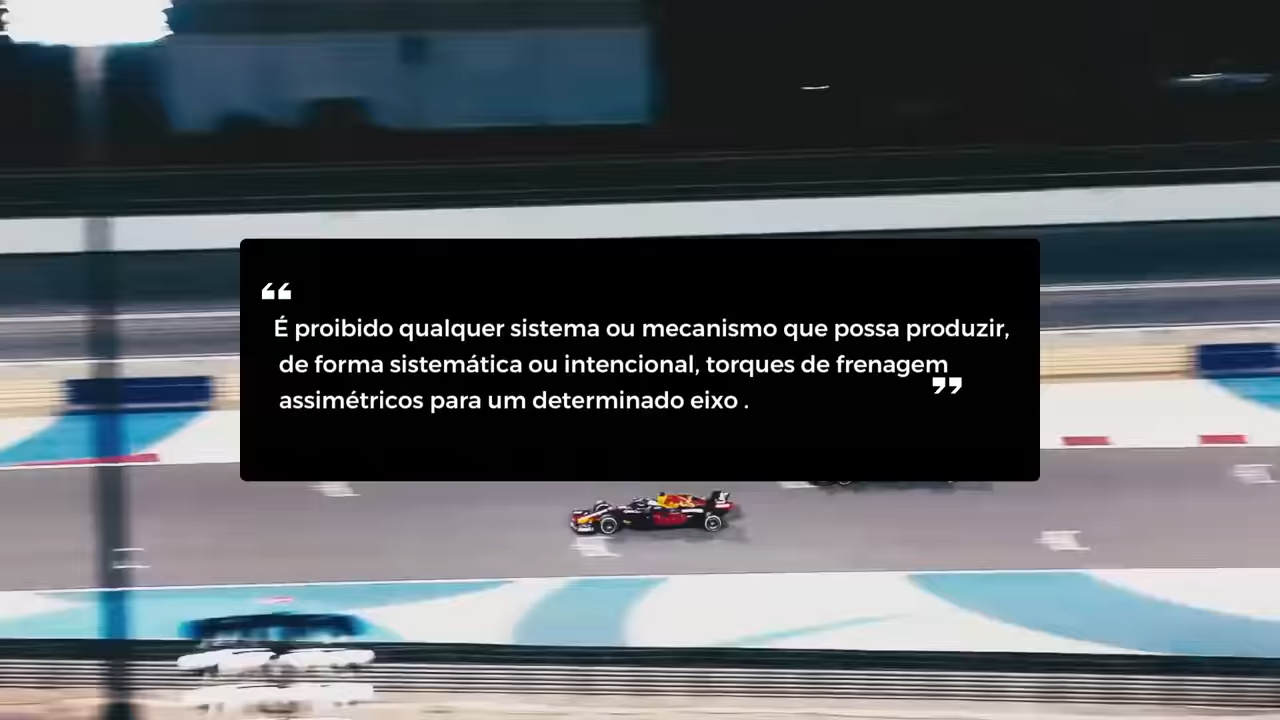 ❝
É proibido qualquer sistema ou mecanismo que possa produzir,
de forma sistemática ou intencional, torques de frenagem
assimétricos para um determinado eixo .
❞